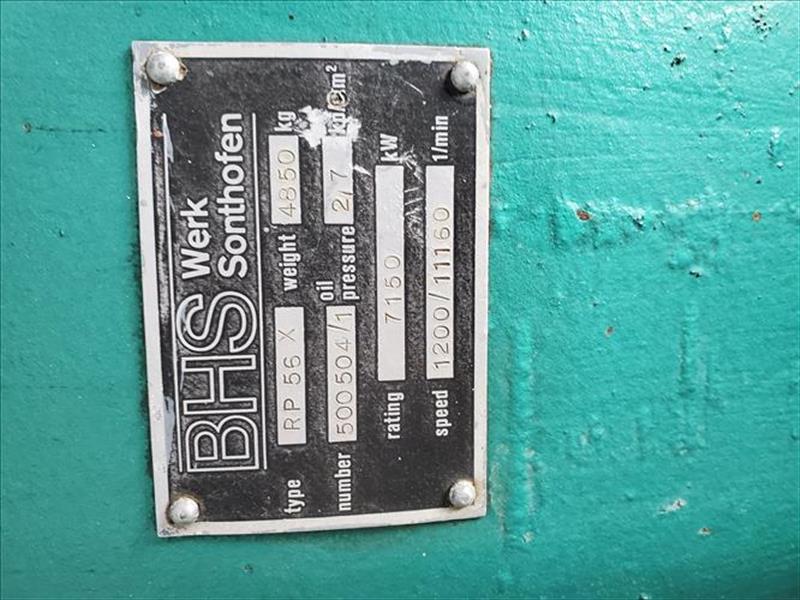 BHS Werk
Sonthofen
type RP 56 X weight 4850 kg
number 500504/1 oil pressure 2,7 kp/cm²
rating 7150 kW
speed 1200/11160 1/min